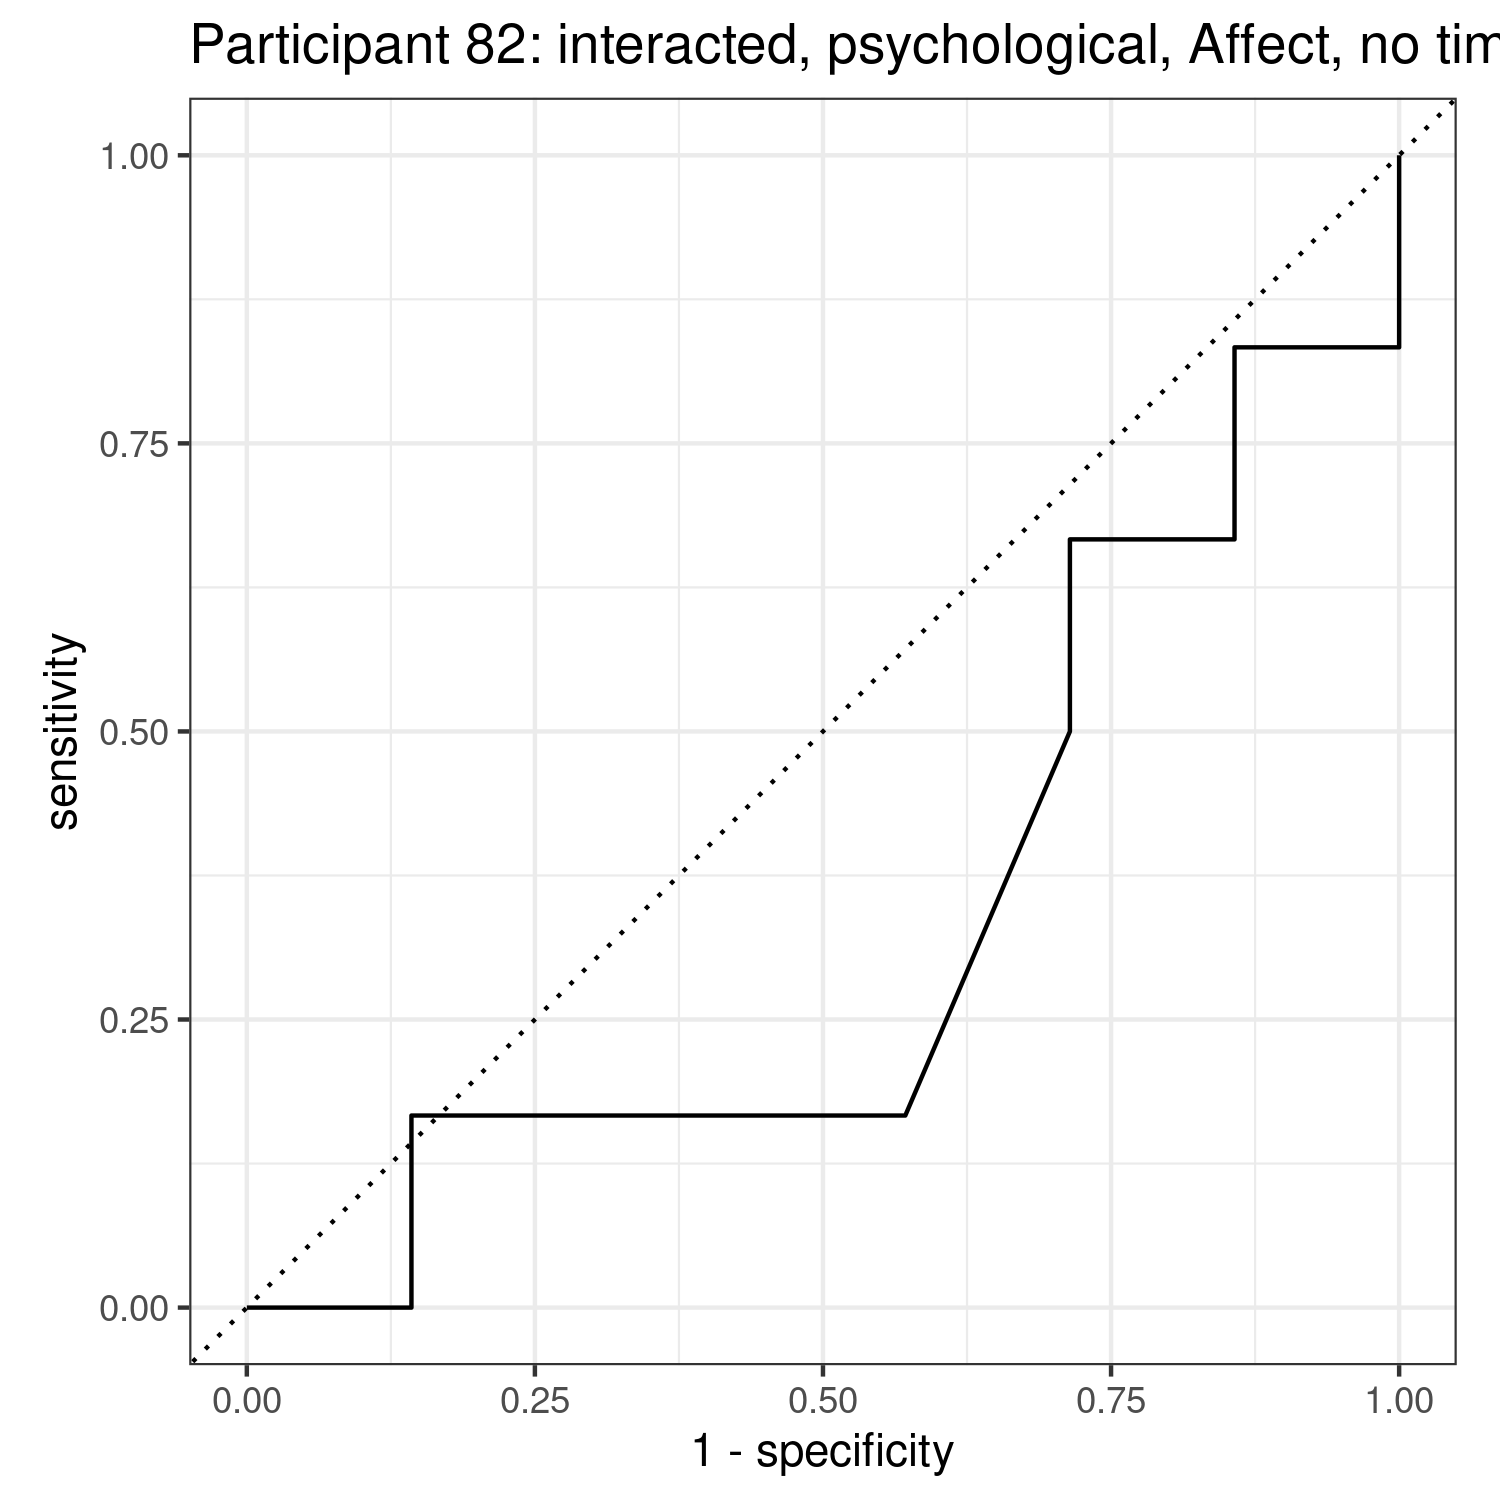 Participant 82: interacted, psychological, Affect, no
1.00
0.75
0.50
0.25
0.00
sensitivity
0.00 0.25 0.50 0.75 1.00
1 - specificity